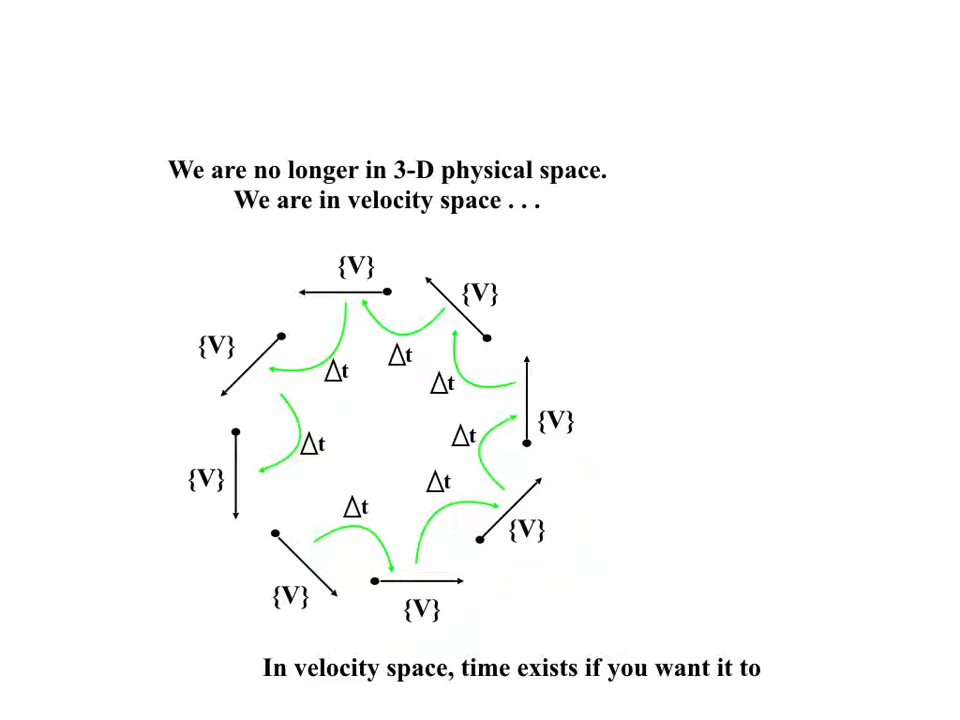 We are no longer in 3-D physical space.
We are in velocity space . . .
{V}
{V}
{V}
Δt
Δt
Δt
{V}
Δt
Δt
{V}
Δt
Δt
{V}
{V}
{V}
In velocity space, time exists if you want it to